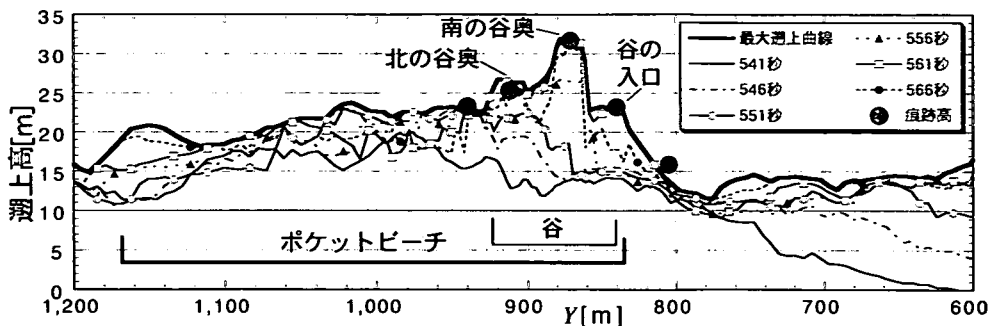 遡上高[m]
35
30
25
20
15
10
5
0
南の谷奥
北の谷奥
谷の
入口
最大遡上曲線
541秒
546秒
551秒
556秒
561秒
566秒
痕跡高
ポケットビーチ
谷
1,200
1,100
1,000
900
800
700
600
Y[m]